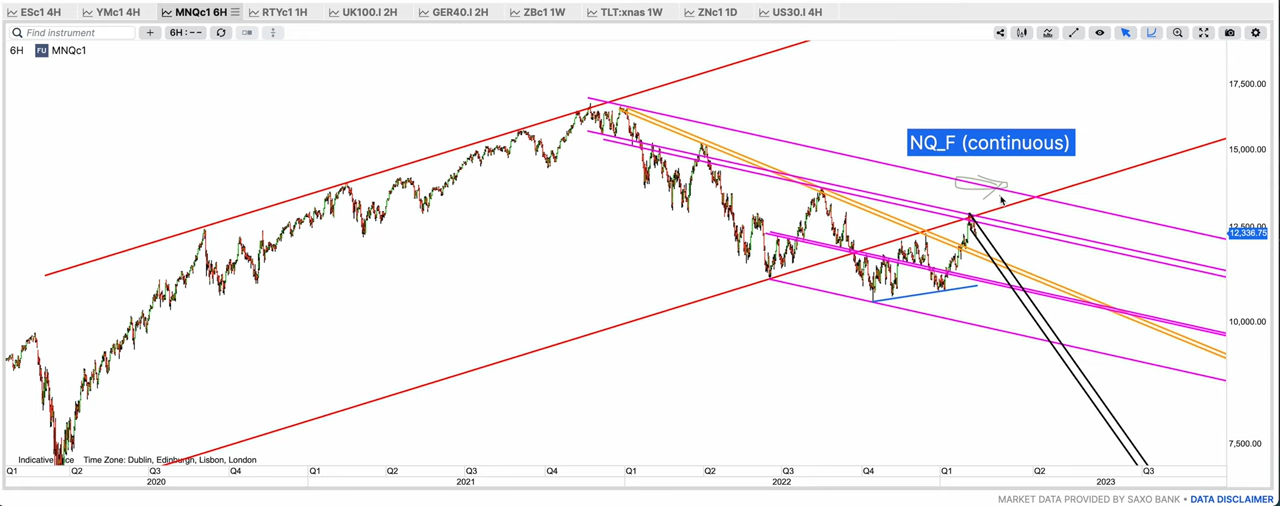 ESc1 4H YMc1 4H MNQc1 6H RTYc1 1H UK100.I 2H GER40.I 2H ZBc1 1W TLT:xnas 1W ZNc1 1D US30.I 4H
Find instrument 6H: --
6H FU MNQc1
17,500.00
NQ_F (continuous)
15,000.00
12,500.00
12,336.75
10,000.00
7,500.00
Indicative Price Time Zone: Dublin, Edinburgh, Lisbon, London
Q1 Q2 Q3 Q4 Q1 Q2 Q3 Q4 Q1 Q2 Q3 Q4 Q1 Q2 Q3
2020 2021 2022 2023
MARKET DATA PROVIDED BY SAXO BANK • DATA DISCLAIMER